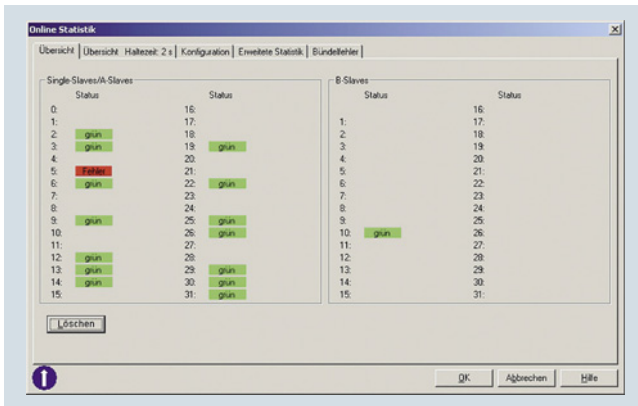 Online Statistik
Übersicht Übersicht Haltezeit: 2 s Konfiguration Erweitete Statistik Bündelfehler
Single-Slaves/A-Slaves
Status Status
0: 16:
1: 17:
2: grün 18:
3: grün 19: grün
4: 20:
5: Fehler 21:
6: grün 22: grün
7: 23:
8: 24:
9: grün 25: grün
10: 26: grün
11: 27:
12: grün 28:
13: grün 29: grün
14: grün 30: grün
15: 31: grün
B-Slaves
Status Status
16:
1: 17:
2: 18:
3: 19:
4: 20:
5: 21:
6: 22:
7: 23:
8: 24:
9: 25:
10: grün 26:
11: 27:
12: 28:
13: 29:
14: 30:
15: 31:
Löschen
OK Abbrechen Hilfe